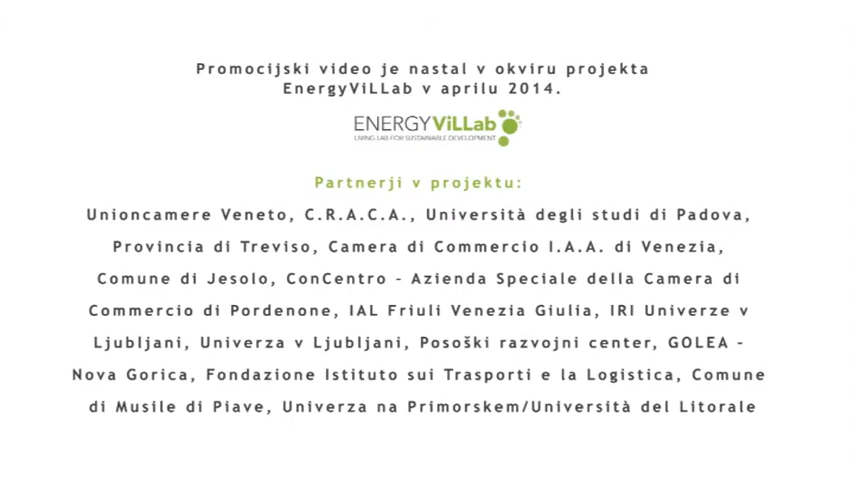 Promocijski video je nastal v okviru projekta
EnergyViLLab v aprilu 2014.
ENERGYViLLab
LIVING LAB FOR SUSTAINABLE DEVELOPMENT
Partnerji v projektu:
Unioncamere Veneto, C.R.A.C.A., Università degli studi di Padova,
Provincia di Treviso, Camera di Commercio I.A.A. di Venezia,
Comune di Jesolo, ConCentro – Azienda Speciale della Camera di
Commercio di Pordenone, IAL Friuli Venezia Giulia, IRI Univerze v
Ljubljani, Univerza v Ljubljani, Posoški razvojni center, GOLEA –
Nova Gorica, Fondazione Istituto sui Trasporti e la Logistica, Comune
di Musile di Piave, Univerza na Primorskem/Università del Litorale